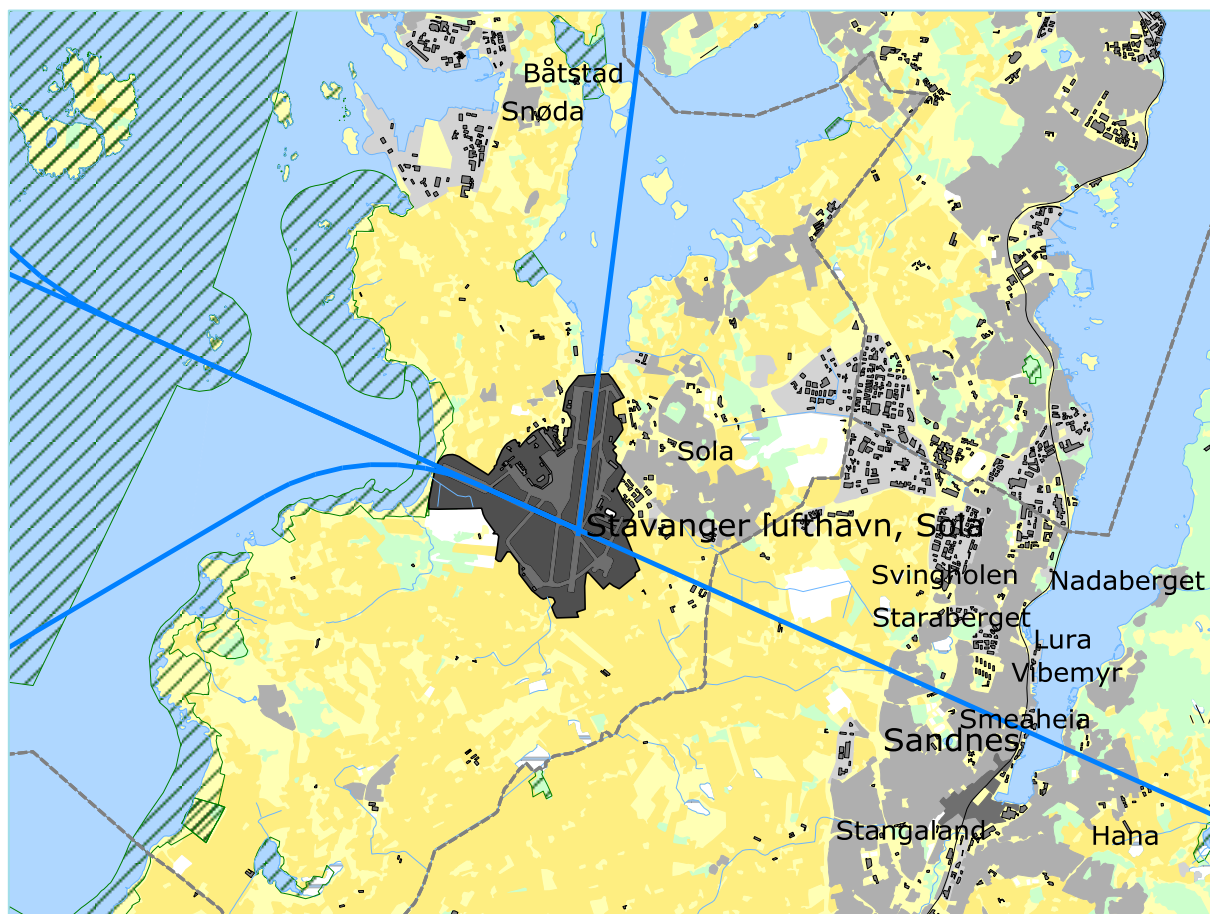 Båtstad
Snøda
Sola
Stavanger lufthavn, Sola
Svingholen
Nadaberget
Staraberget
Lura
Vibemyr
Smeaheia
Sandnes
Stangaland
Hana